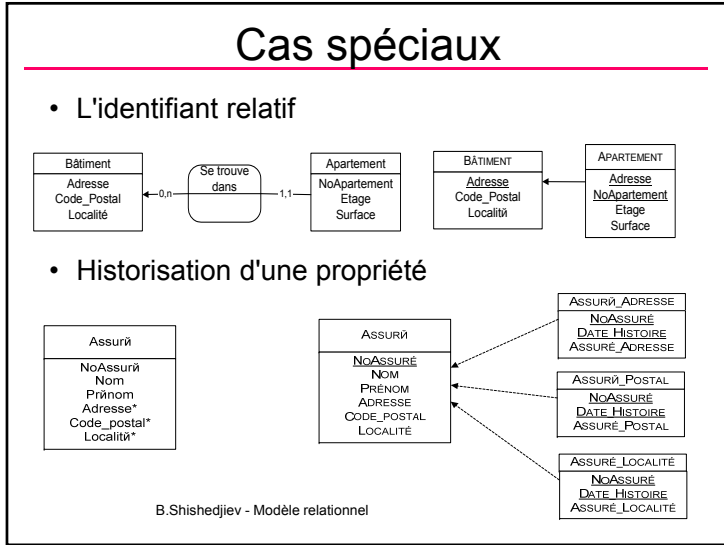 Cas spéciaux
• L'identifiant relatif
Bâtiment
Adresse
Code_Postal
Localité
0,n
Se trouve
dans
1,1
Apartement
NoApartement
Etage
Surface
BÂTIMENT
Adresse
Code_Postal
Localitй
APARTEMENT
Adresse
NoApartement
Etage
Surface
• Historisation d'une propriété
Assurй
NoAssurй
Nom
Prйnom
Adresse*
Code_postal*
Localitй*
ASSURЙ
NOASSURÉ
NOM
PRÉNOM
ADRESSE
CODE_POSTAL
LOCALITÉ
ASSURЙ_ADRESSE
NOASSURÉ
DATE_HISTOIRE
ASSURÉ_ADRESSE
ASSURЙ_POSTAL
NOASSURÉ
DATE_HISTOIRE
ASSURÉ_POSTAL
ASSURÉ_LOCALITÉ
NOASSURÉ
DATE_HISTOIRE
ASSURÉ_LOCALITÉ
B.Shishedjiev - Modèle relationnel